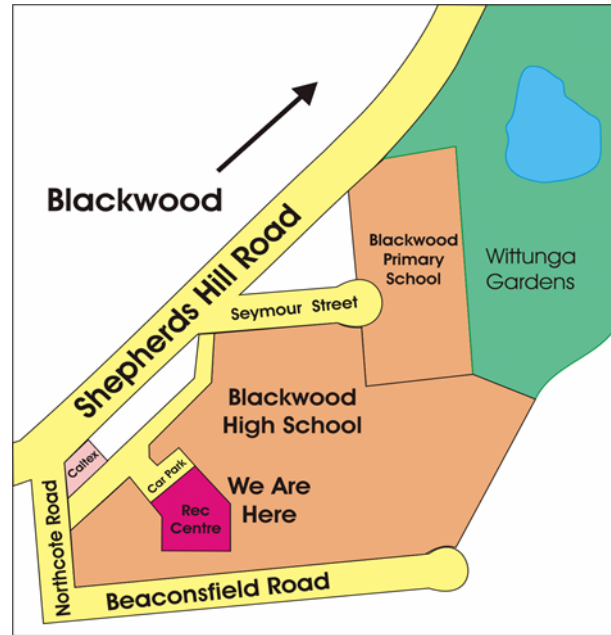 Blackwood
Shepherds Hill Road
Blackwood
Primary
School
Wittunga
Gardens
Seymour Street
Blackwood
High School
Caltex
Car Park
We Are
Here
Rec
Centre
Northcote Road
Beaconsfield Road